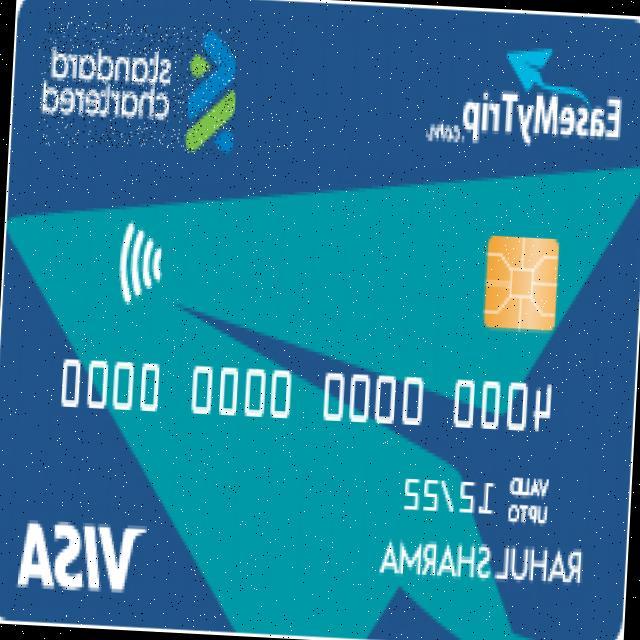 EaseMyTrip
.com
standard
chartered
4000 0000 0000 0000
VALID
UPTO
12/22
RAHUL SHARMA
VISA